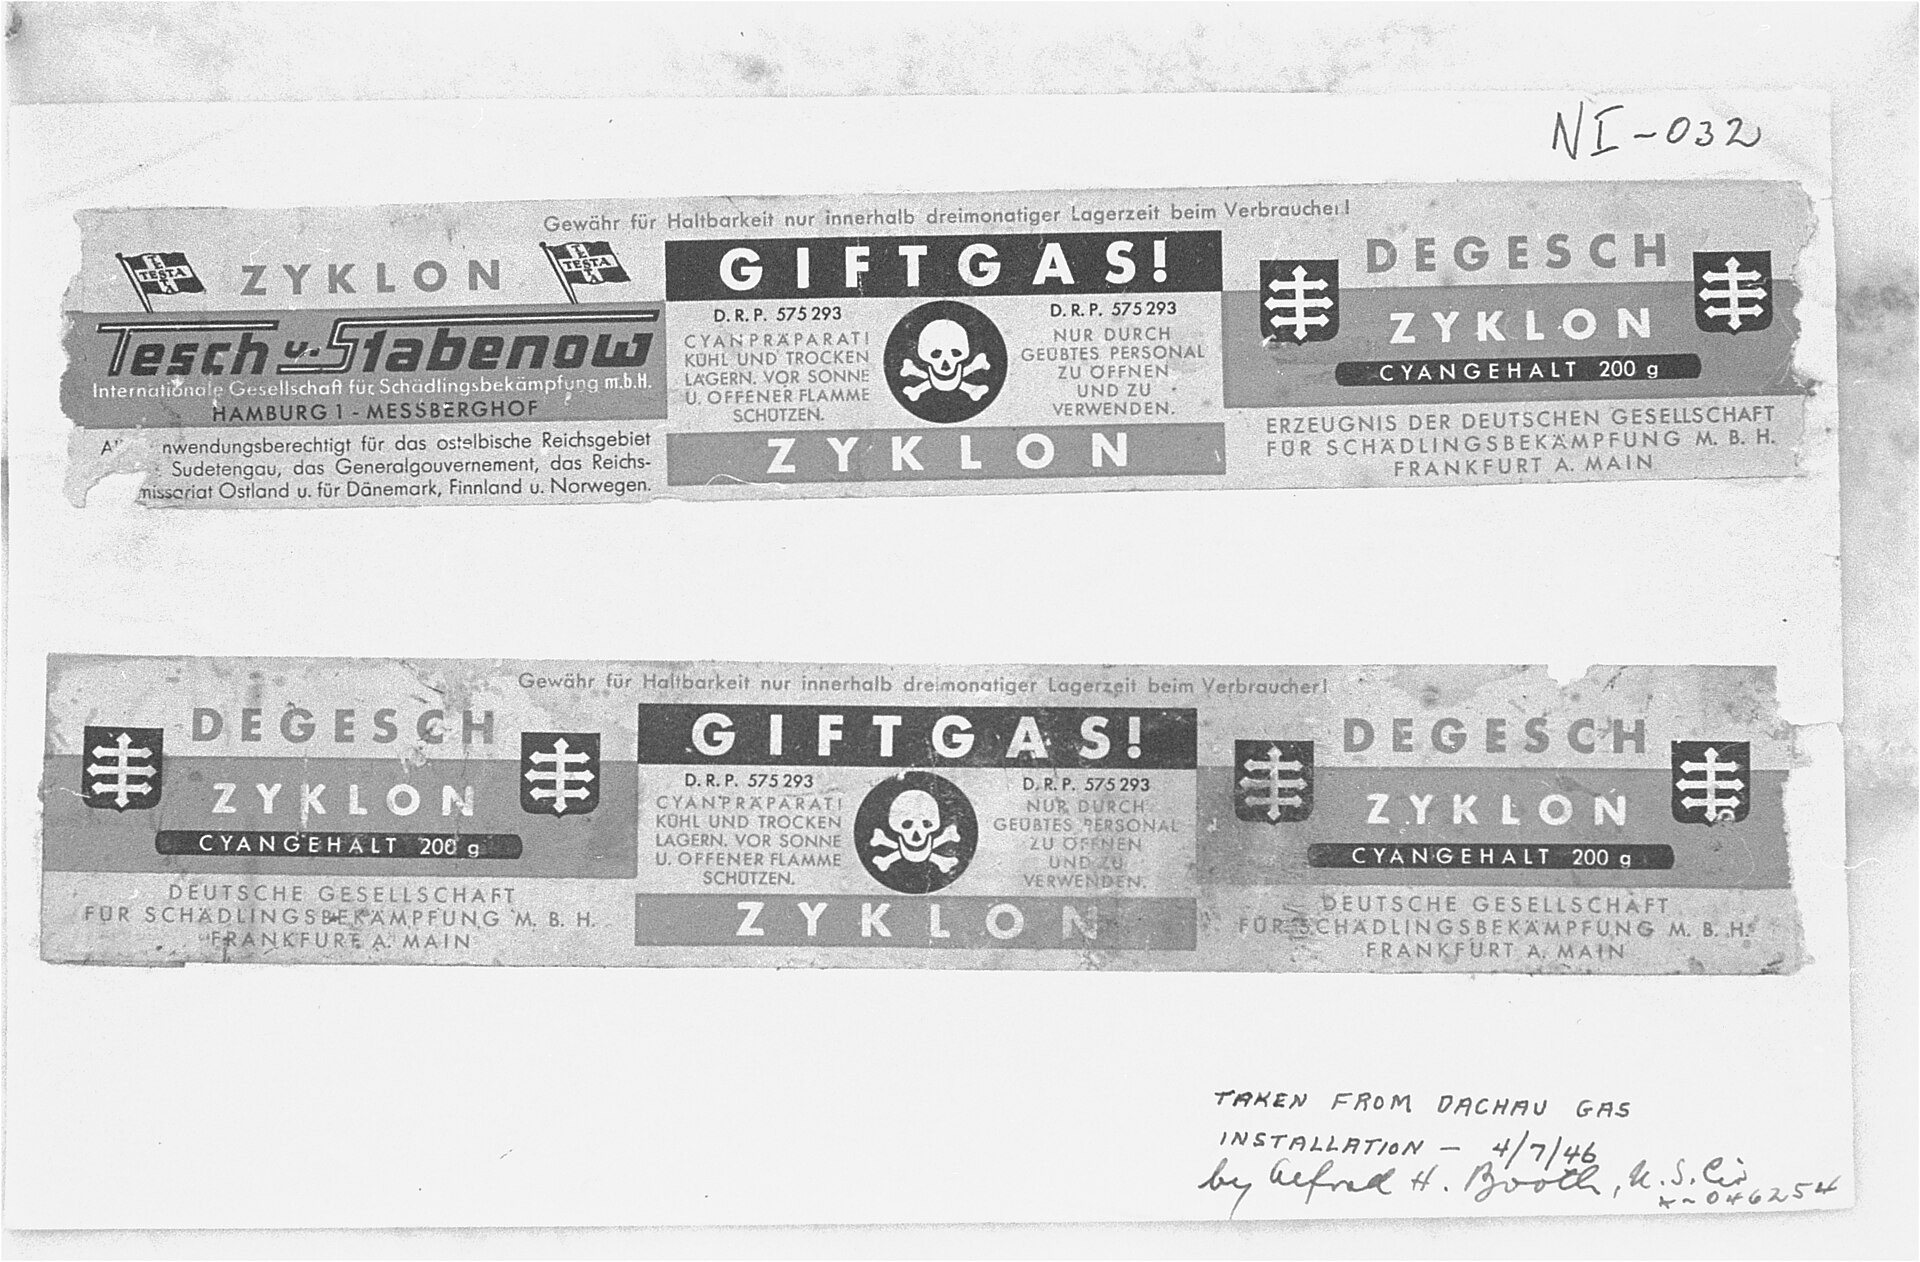 NI-032
Gewähr für Haltbarkeit nur innerhalb dreimonatiger Lagerzeit beim Verbraucher!
TESTA
ZYKLON
TESTA
Tesch u. Stabenow
Internationale Gesellschaft für Schädlingsbekämpfung m.b.H.
HAMBURG 1 - MESSBERGHOF
nwendungsberechtigt für das ostelbische Reichsgebiet
Sudetengau, das Generalgouvernement, das Reichs-
missariat Ostland u. für Dänemark, Finnland u. Norwegen.
GIFTGAS!
D. R. P. 575 293
CYANPRÄPARAT!
KÜHL UND TROCKEN
LAGERN. VOR SONNE
U. OFFENER FLAMME
SCHÜTZEN.
D. R. P. 575 293
NUR DURCH
GEÜBTES PERSONAL
ZU ÖFFNEN
UND ZU
VERWENDEN.
ZYKLON
DEGESCH
ZYKLON
CYANGEHALT 200 g
ERZEUGNIS DER DEUTSCHEN GESELLSCHAFT
FÜR SCHÄDLINGSBEKÄMPFUNG M. B. H.
FRANKFURT A. MAIN
Gewähr für Haltbarkeit nur innerhalb dreimonatiger Lagerzeit beim Verbraucher!
DEGESCH
ZYKLON
CYANGEHALT 200 g
DEUTSCHE GESELLSCHAFT
FÜR SCHÄDLINGSBEKÄMPFUNG M. B. H.
FRANKFURT A. MAIN
GIFTGAS!
D. R. P. 575 293
CYANPRÄPARAT!
KÜHL UND TROCKEN
LAGERN. VOR SONNE
U. OFFENER FLAMME
SCHÜTZEN.
D. R. P. 575 293
NUR DURCH
GEÜBTES PERSONAL
ZU ÖFFNEN
UND ZU
VERWENDEN.
ZYKLON
DEGESCH
ZYKLON
CYANGEHALT 200 g
DEUTSCHE GESELLSCHAFT
FÜR SCHÄDLINGSBEKÄMPFUNG M. B. H.
FRANKFURT A. MAIN
TAKEN FROM DACHAU GAS
INSTALLATION - 4/7/46
by Alfred H. Booth, U.S. Civ
x-046254